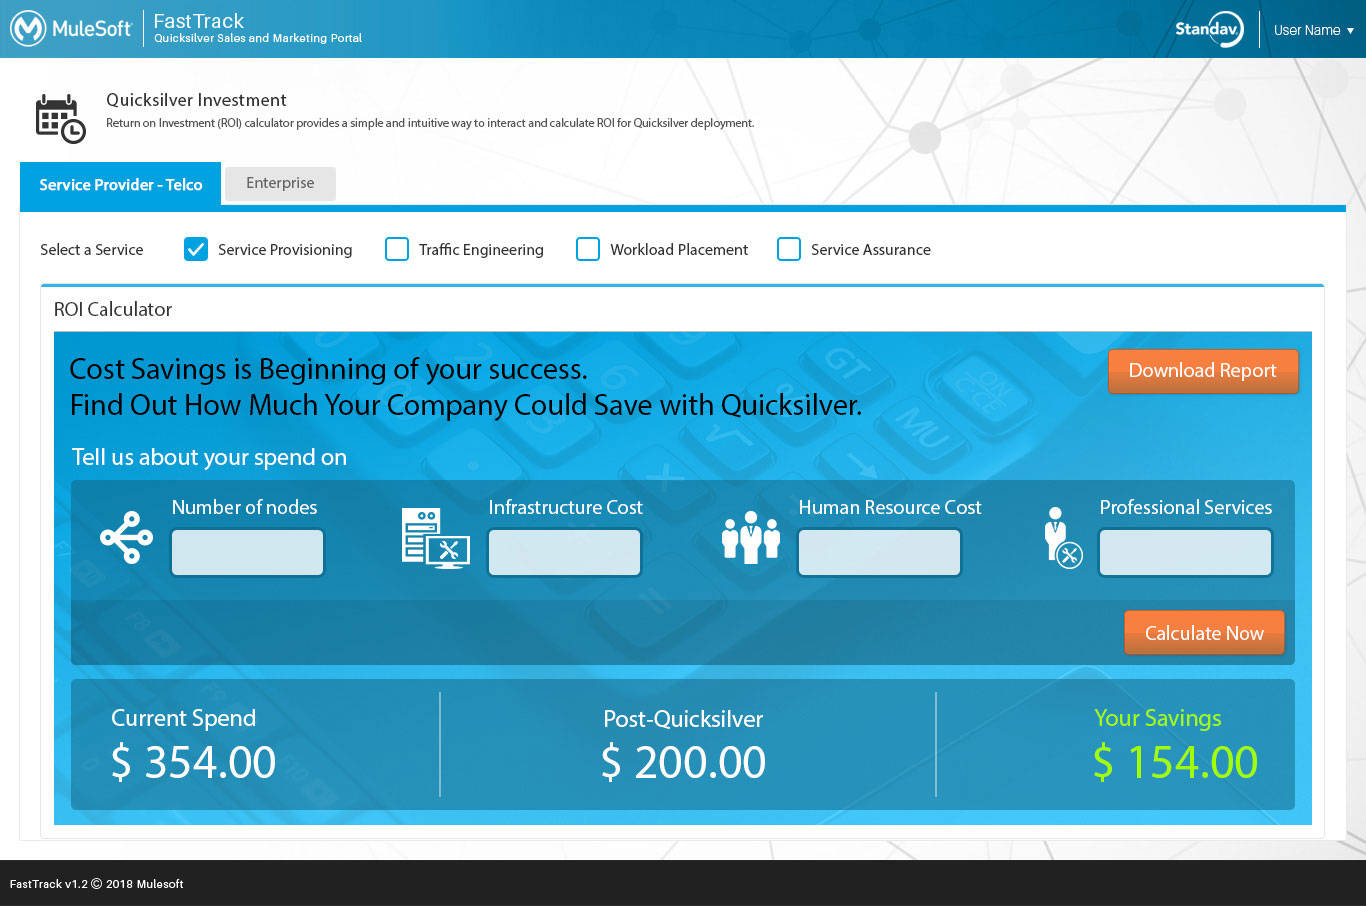 MuleSoft
FastTrack
Quicksilver Sales and Marketing Portal
Standav.
User Name
Quicksilver Investment
Return on Investment (ROI) calculator provides a simple and intuitive way to interact and calculate ROI for Quicksilver deployment.
Service Provider - Telco
Enterprise
Select a Service
Service Provisioning
Traffic Engineering
Workload Placement
Service Assurance
ROI Calculator
Cost Savings is Beginning of your success.
Find Out How Much Your Company Could Save with Quicksilver.
Download Report
Tell us about your spend on
Number of nodes
Infrastructure Cost
Human Resource Cost
Professional Services
Calculate Now
Current Spend
$ 354.00
Post-Quicksilver
$ 200.00
Your Savings
$ 154.00
FastTrack v1.2 © 2018 Mulesoft